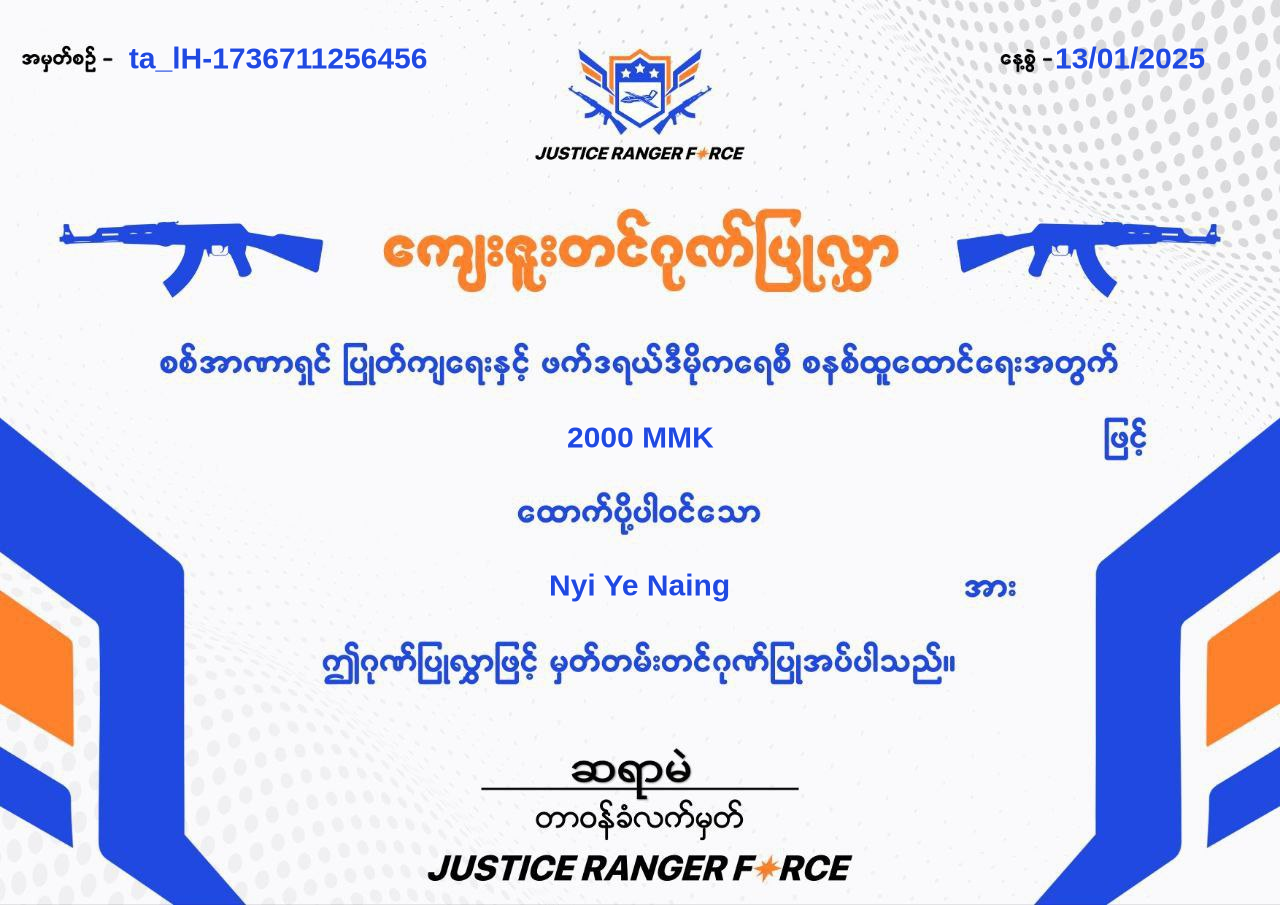 အမှတ်စဉ် - ta_lH-1736711256456
နေ့စွဲ -13/01/2025
JUSTICE RANGER FORCE
ကျေးဇူးတင်ဂုဏ်ပြုလွှာ
စစ်အာဏာရှင် ပြုတ်ကျရေးနှင့် ဖက်ဒရယ်ဒီမိုကရေစီ စနစ်ထူထောင်ရေးအတွက်
2000 MMK ဖြင့်
ထောက်ပို့ပါဝင်သော
Nyi Ye Naing အား
ဤဂုဏ်ပြုလွှာဖြင့် မှတ်တမ်းတင်ဂုဏ်ပြုအပ်ပါသည်။
ဆရာမဲ
တာဝန်ခံလက်မှတ်
JUSTICE RANGER FORCE